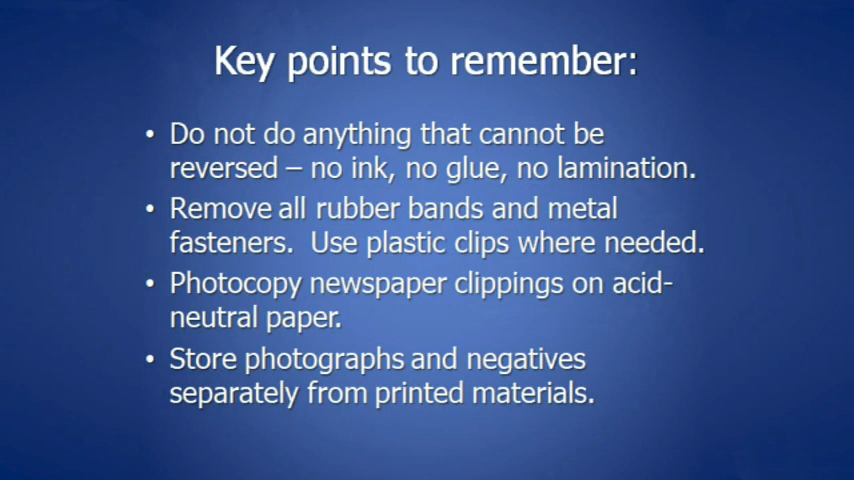 Key points to remember:
• Do not do anything that cannot be
reversed – no ink, no glue, no lamination.
• Remove all rubber bands and metal
fasteners.  Use plastic clips where needed.
• Photocopy newspaper clippings on acid-
neutral paper.
• Store photographs and negatives
separately from printed materials.